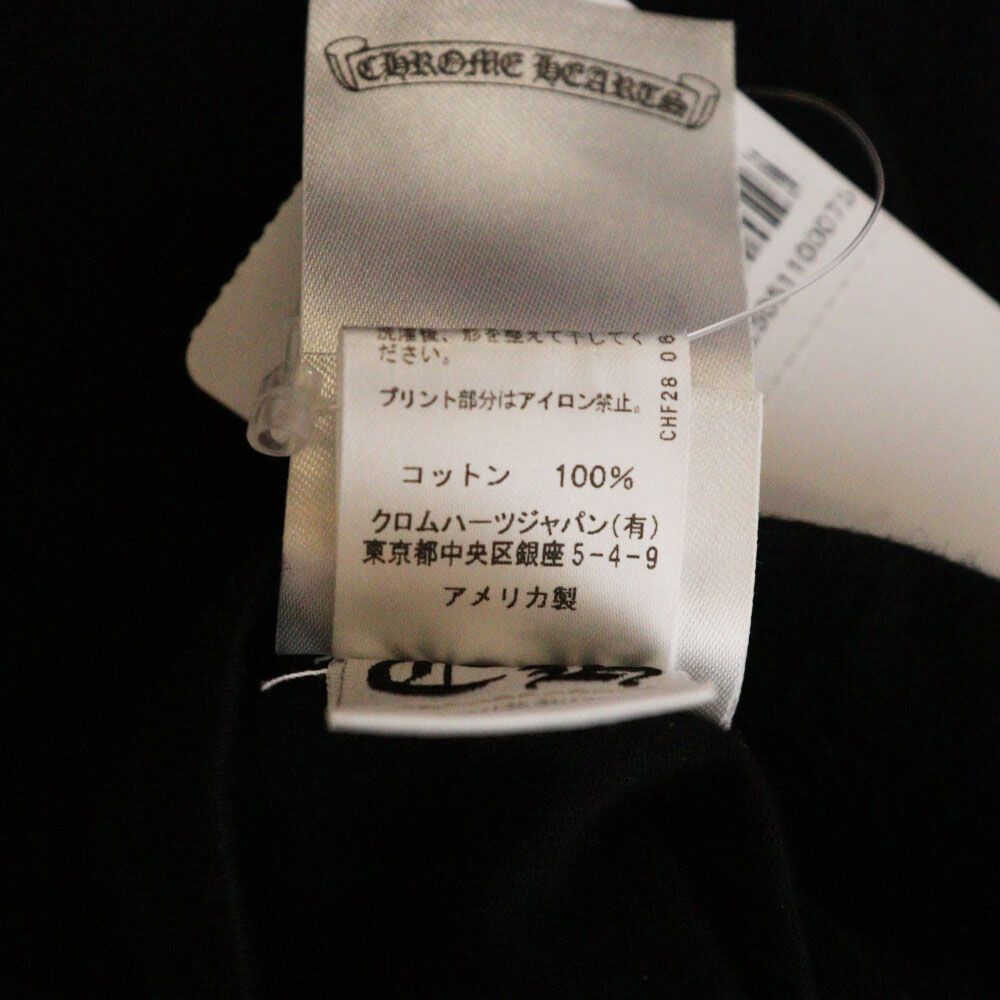 CHROME HEARTS
洗濯後、形を整えて干してく
ださい。
プリント部分はアイロン禁止。
CHF28 06
コットン 100%
クロムハーツジャパン(有)
東京都中央区銀座5-4-9
アメリカ製